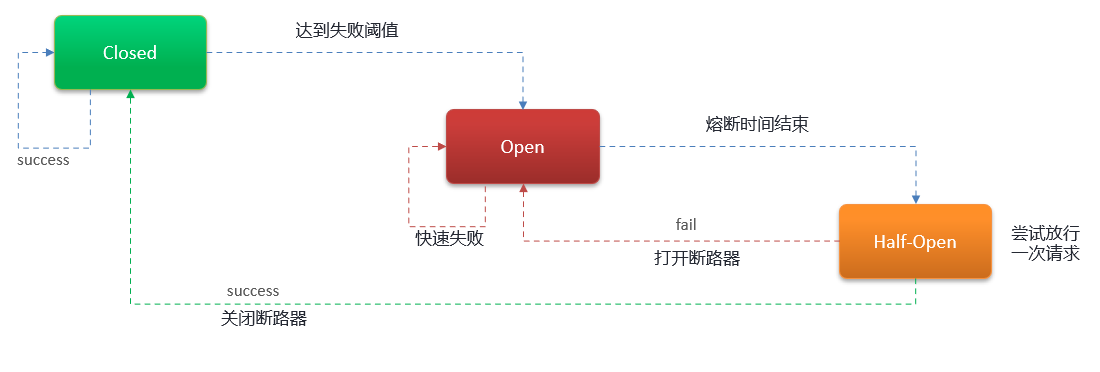 达到失败阈值
Closed
success
Open
熔断时间结束
快速失败
fail
打开断路器
Half-Open
尝试放行
一次请求
success
关闭断路器